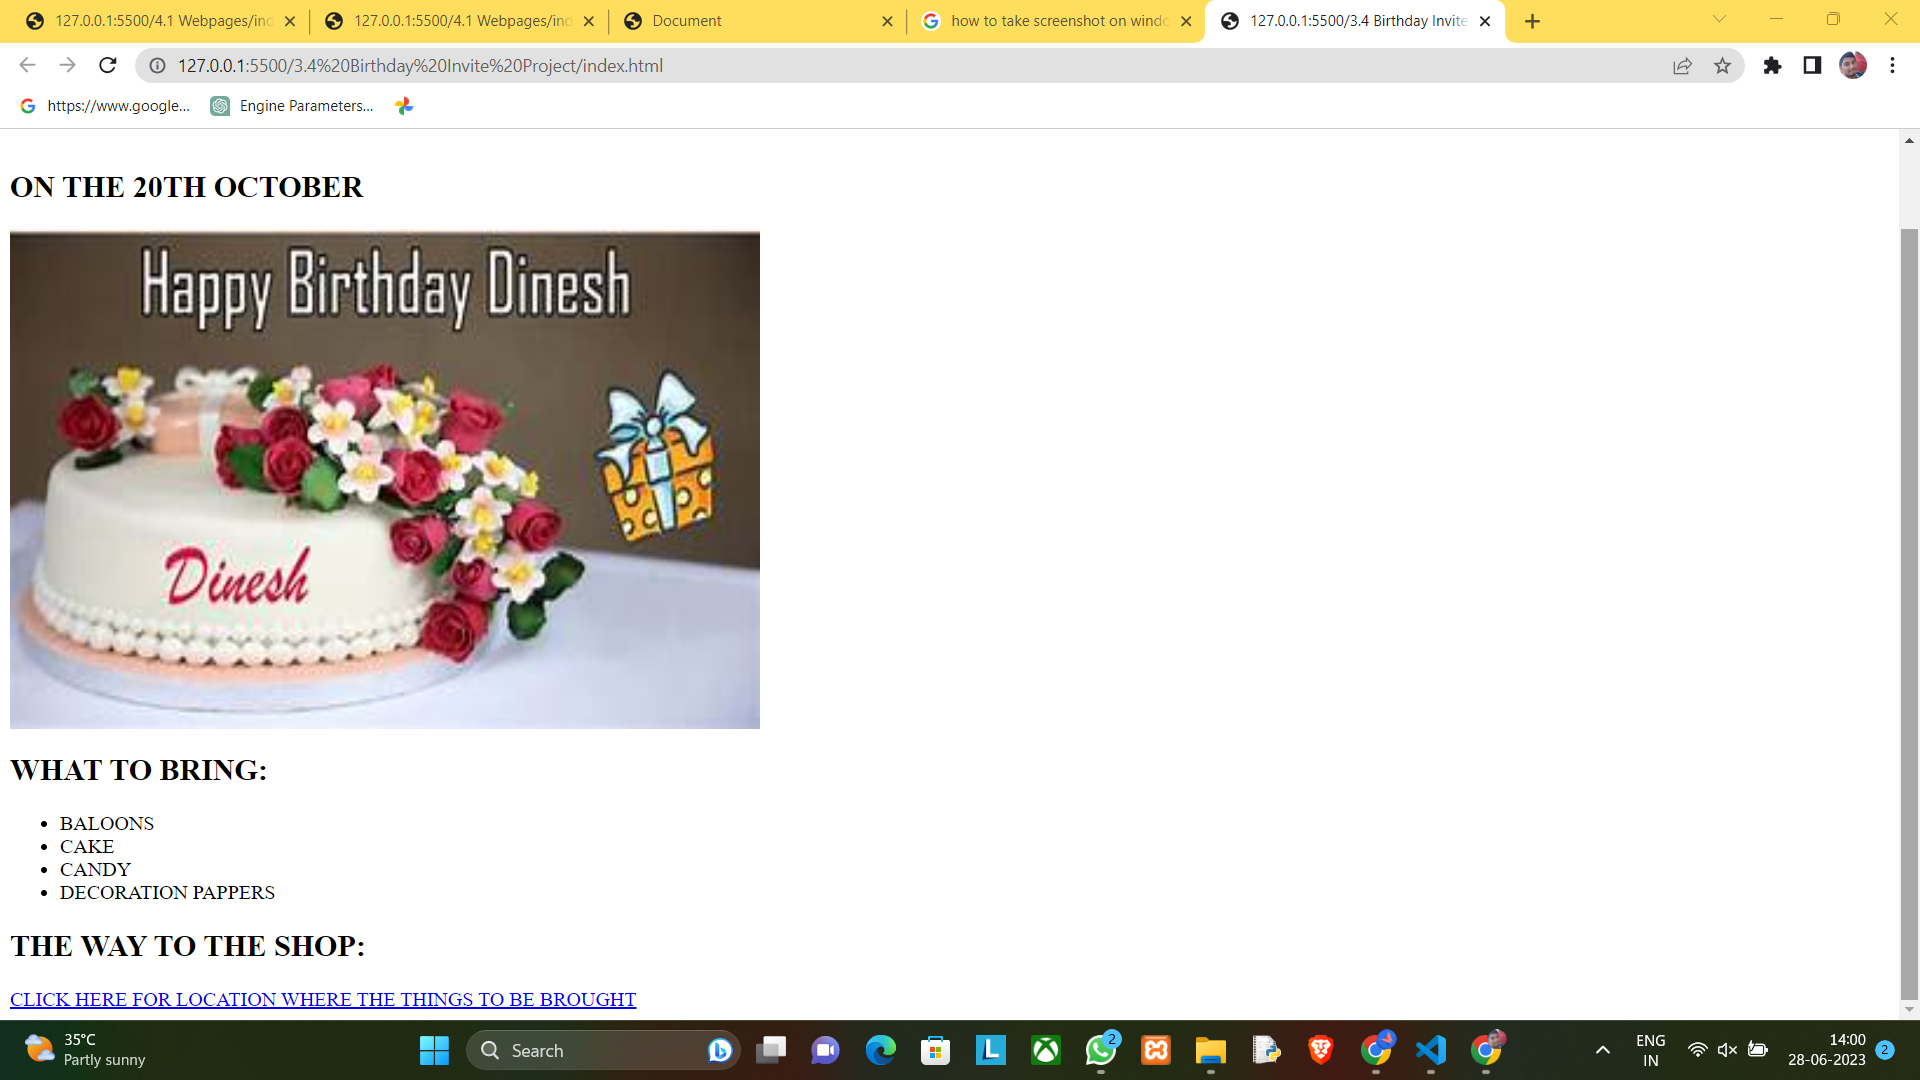 127.0.0.1:5500/4.1 Webpages/ind
127.0.0.1:5500/4.1 Webpages/ind
Document
how to take screenshot on windo
127.0.0.1:5500/3.4 Birthday Invite
127.0.0.1:5500/3.4%20Birthday%20Invite%20Project/index.html
https://www.google...
Engine Parameters...
ON THE 20TH OCTOBER
Happy Birthday Dinesh
Dinesh
WHAT TO BRING:
BALOONS
CAKE
CANDY
DECORATION PAPPERS
THE WAY TO THE SHOP:
CLICK HERE FOR LOCATION WHERE THE THINGS TO BE BROUGHT
35°C
Partly sunny
Search
L
2
ENG
IN
14:00
28-06-2023
2